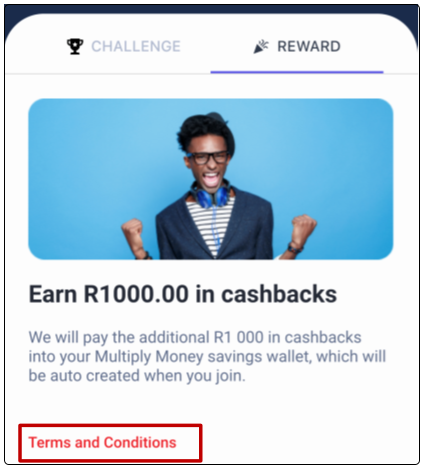 CHALLENGE
REWARD
Earn R1000.00 in cashbacks
We will pay the additional R1 000 in cashbacks
into your Multiply Money savings wallet, which will
be auto created when you join.
Terms and Conditions